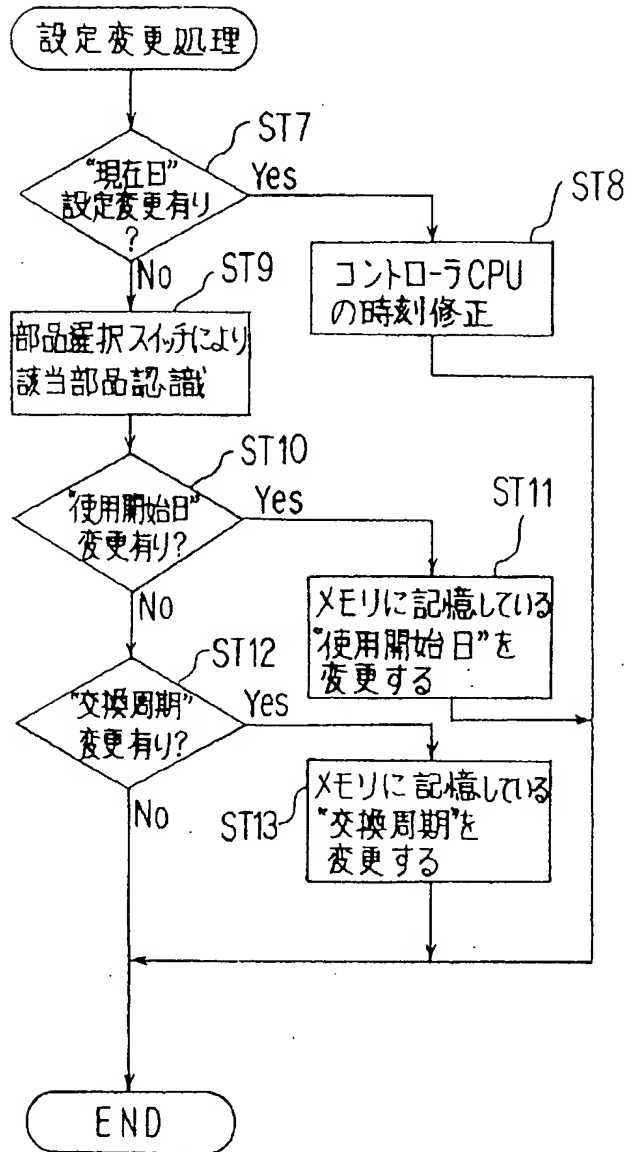 設定変更処理
ST7
"現在日"
設定変更有り
?
Yes
No
ST8
コントローラCPU
の時刻修正
ST9
部品選択スイッチにより
該当部品認識
ST10
"使用開始日"
変更有り?
Yes
No
ST11
メモリに記憶している
"使用開始日"を
変更する
ST12
"交換周期"
変更有り?
Yes
No
ST13
メモリに記憶している
"交換周期"を
変更する
END